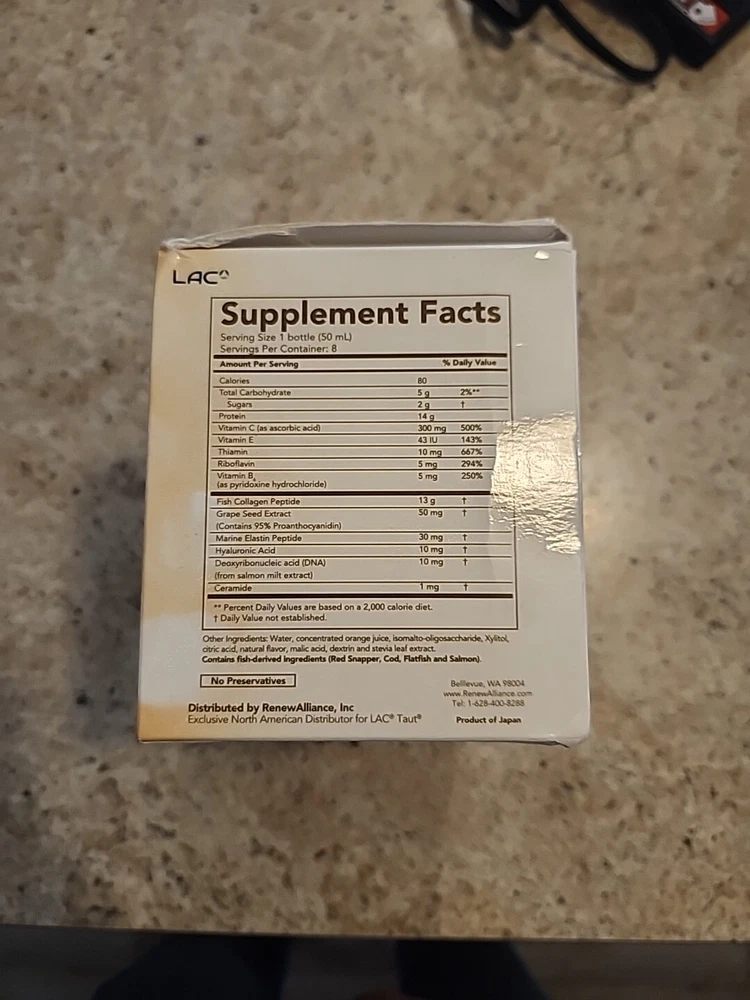 LAC
Supplement Facts
Serving Size 1 bottle (50 mL)
Servings Per Container: 8
Amount Per Serving % Daily Value
Calories 80
Total Carbohydrate 5 g 2%**
Sugars 2 g †
Protein 14 g
Vitamin C (as ascorbic acid) 300 mg 500%
Vitamin E 43 IU 143%
Thiamin 10 mg 667%
Riboflavin 5 mg 294%
Vitamin B6 5 mg 250%
(as pyridoxine hydrochloride)
Fish Collagen Peptide 13 g †
Grape Seed Extract 50 mg †
(Contains 95% Proanthocyanidin)
Marine Elastin Peptide 30 mg †
Hyaluronic Acid 10 mg †
Deoxyribonucleic acid (DNA) 10 mg †
(from salmon milt extract)
Ceramide 1 mg †
** Percent Daily Values are based on a 2,000 calorie diet.
† Daily Value not established.
Other Ingredients: Water, concentrated orange juice, isomalto-oligosaccharide, Xylitol,
citric acid, natural flavor, malic acid, dextrin and stevia leaf extract.
Contains fish-derived ingredients (Red Snapper, Cod, Flatfish and Salmon).
No Preservatives
Distributed by RenewAlliance, Inc
Exclusive North American Distributor for LAC® Taut®
Belllevue, WA 98004
www.RenewAlliance.com
Tel: 1-628-400-8288
Product of Japan